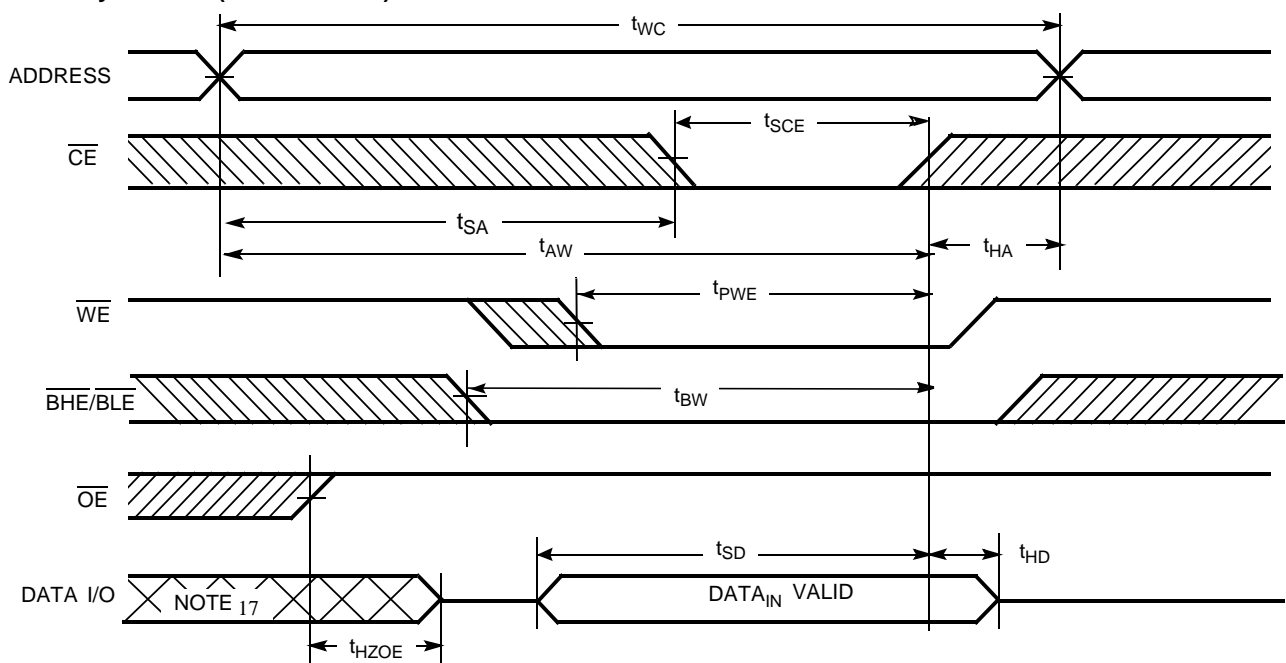 tWC
ADDRESS
tSCE
CE
tSA
tAW
tHA
tPWE
WE
tBW
BHE/BLE
OE
tSD
tHD
DATA I/O
NOTE 17
DATAIN VALID
tHZOE